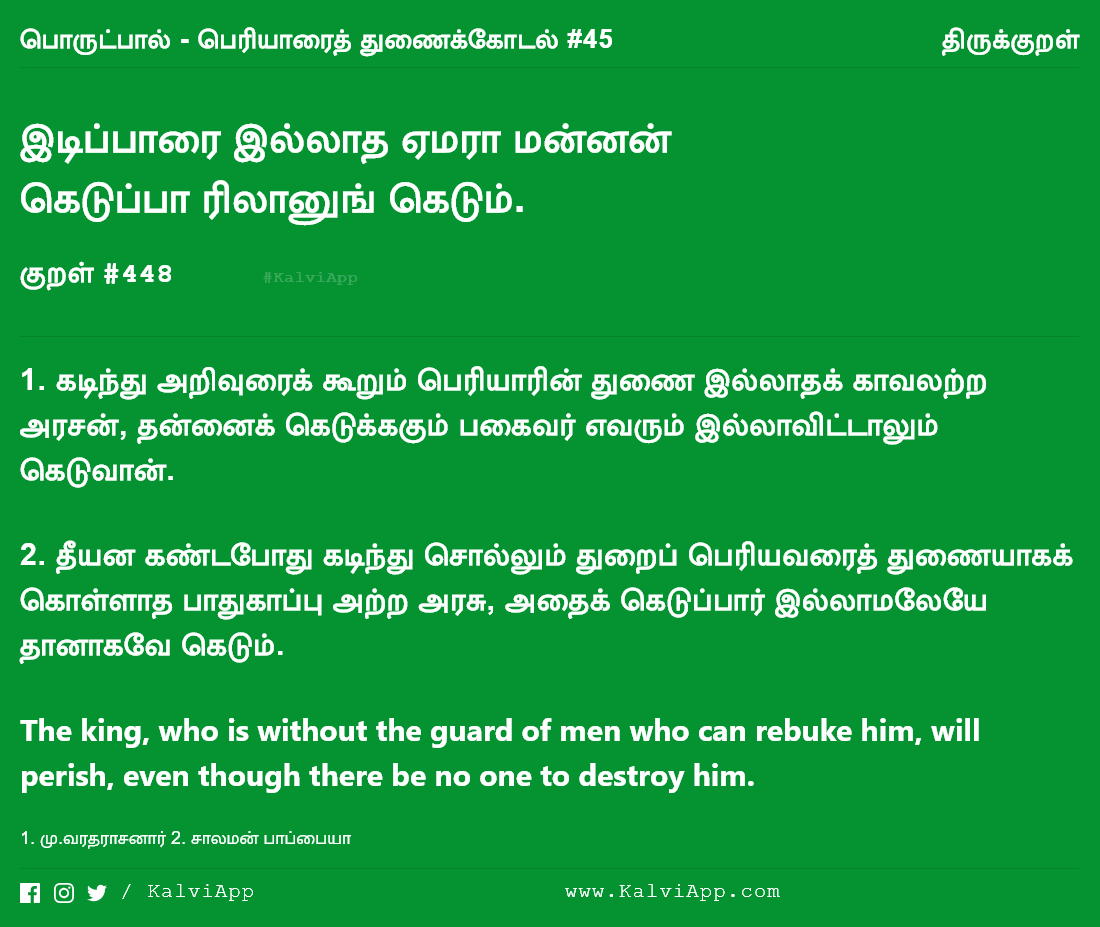 பொருட்பால் - பெரியாரைத் துணைக்கோடல் #45 திருக்குறள்
இடிப்பாரை இல்லாத ஏமரா மன்னன்
கெடுப்பா ரிலானுங் கெடும்.
குறள் #448 #KalviApp
1. கடிந்து அறிவுரைக் கூறும் பெரியாரின் துணை இல்லாதக் காவலற்ற
அரசன், தன்னைக் கெடுக்ககும் பகைவர் எவரும் இல்லாவிட்டாலும்
கெடுவான்.
2. தீயன கண்டபோது கடிந்து சொல்லும் துறைப் பெரியவரைத் துணையாகக்
கொள்ளாத பாதுகாப்பு அற்ற அரசு, அதைக் கெடுப்பார் இல்லாமலேயே
தானாகவே கெடும்.
The king, who is without the guard of men who can rebuke him, will
perish, even though there be no one to destroy him.
1. மு.வரதராசனார் 2. சாலமன் பாப்பையா
/ KalviApp www.KalviApp.com